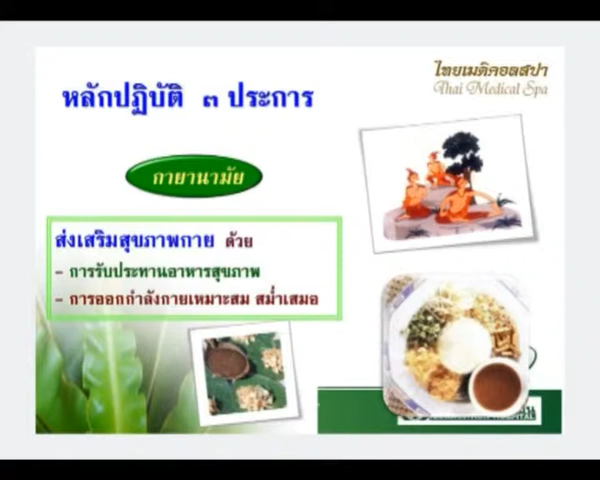 ไทยเมดิคอลสปา
Thai Medical Spa
หลักปฏิบัติ ๓ ประการ
กายานามัย
ส่งเสริมสุขภาพกาย ด้วย
- การรับประทานอาหารสุขภาพ
- การออกกำลังกายเหมาะสม สม่ำเสมอ